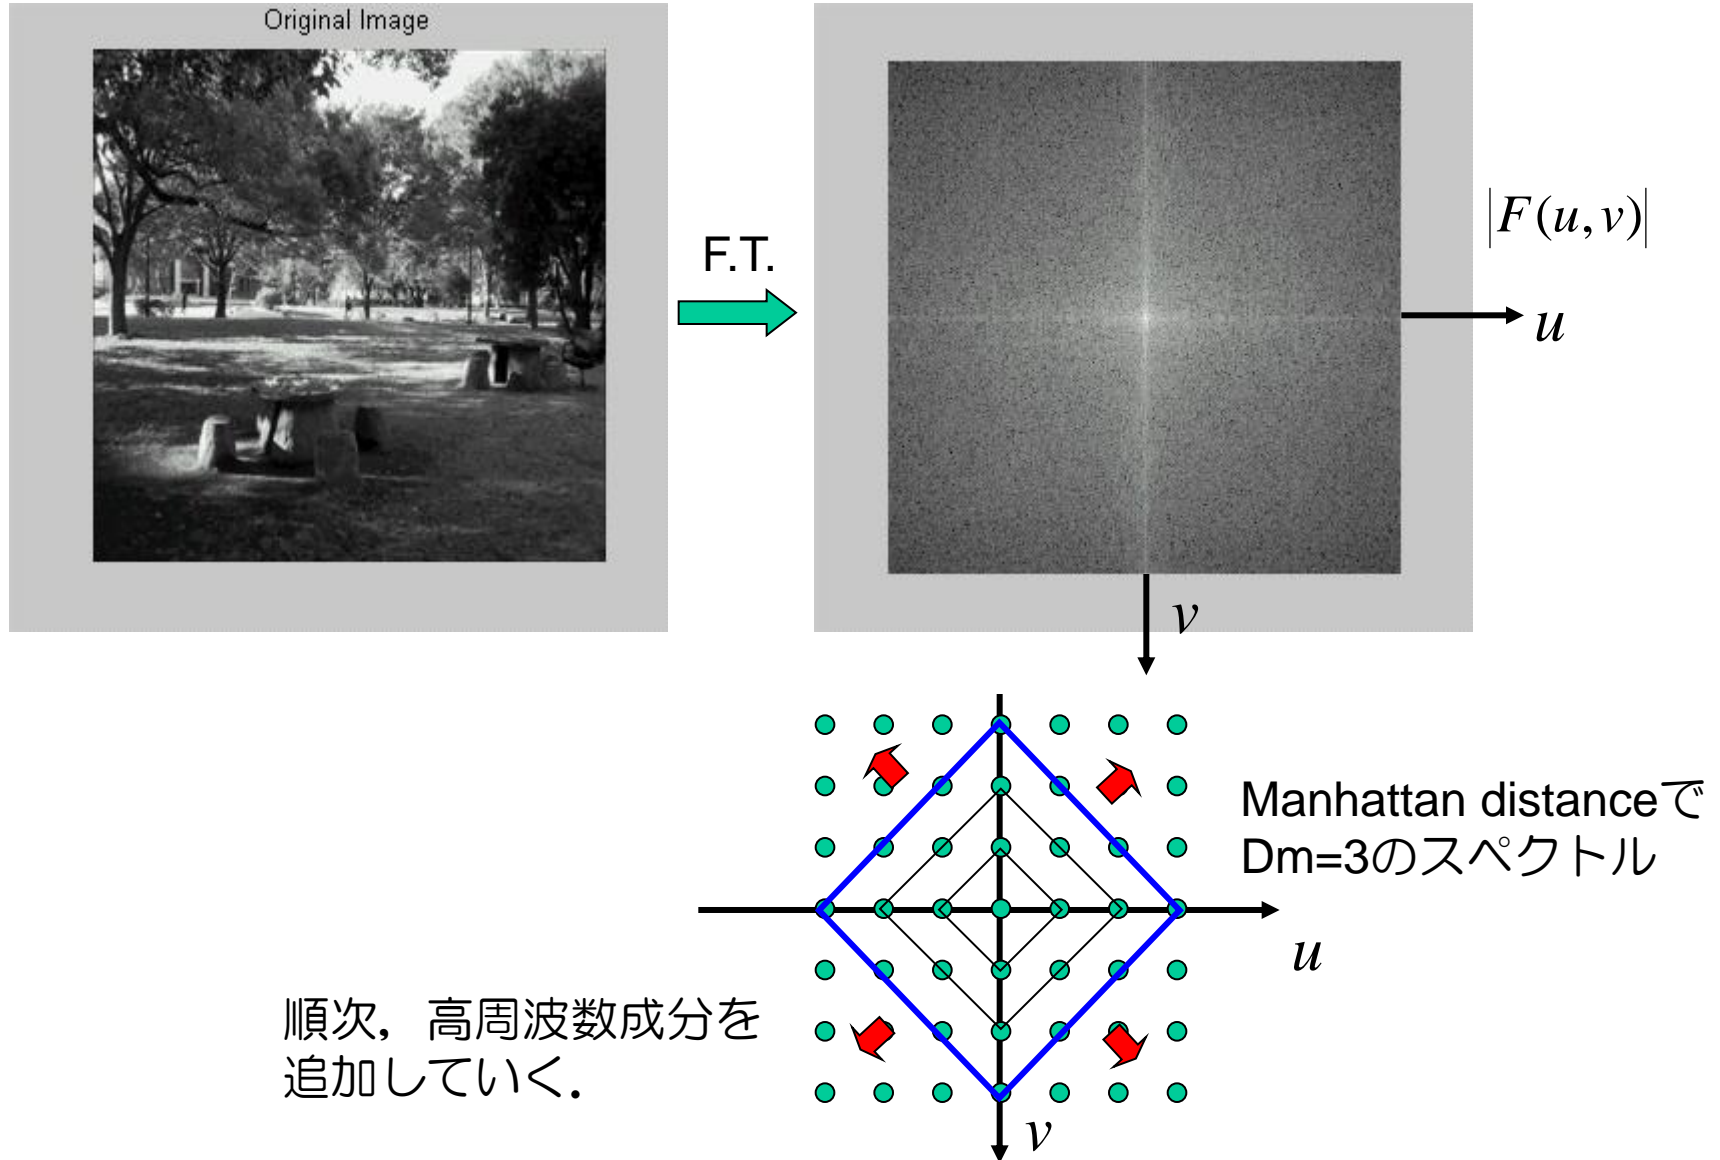 Original Image
F.T.
|F(u,v)|
u
v
Manhattan distanceで
Dm=3のスペクトル
u
順次，高周波数成分を
追加していく．
v